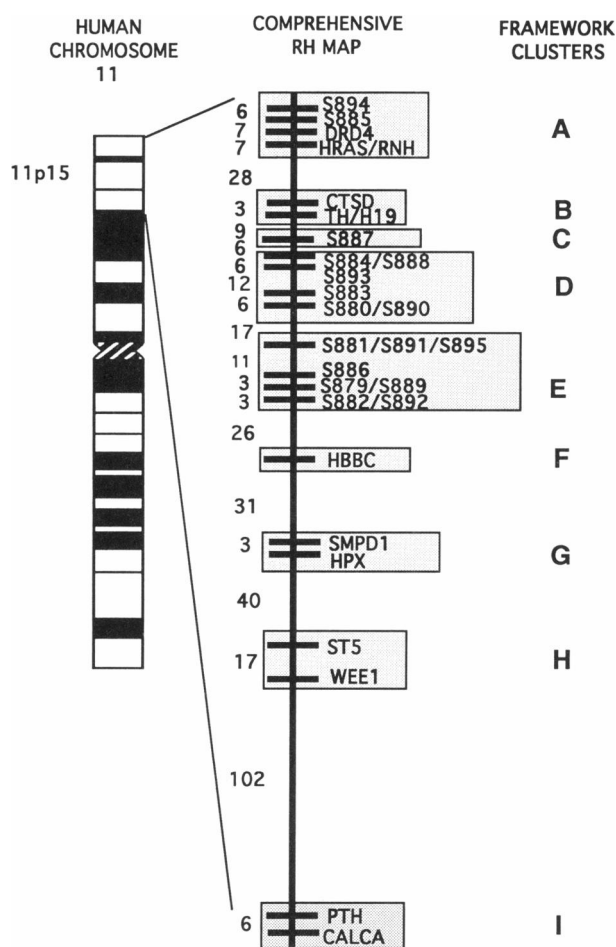 HUMAN CHROMOSOME 11
COMPREHENSIVE RH MAP
FRAMEWORK CLUSTERS
11p15
6
S894
S885
7
DRD4
7
HRAS/RNH
A
28
CTSD
3
TH/H19
B
9
S887
C
6
S884/S888
6
S893
12
S883
D
6
S880/S890
17
S881/S891/S895
11
S886
3
S879/S889
E
3
S882/S892
26
HBBC
F
31
3
SMPD1
HPX
G
40
ST5
17
H
WEE1
102
PTH
6
CALCA
I